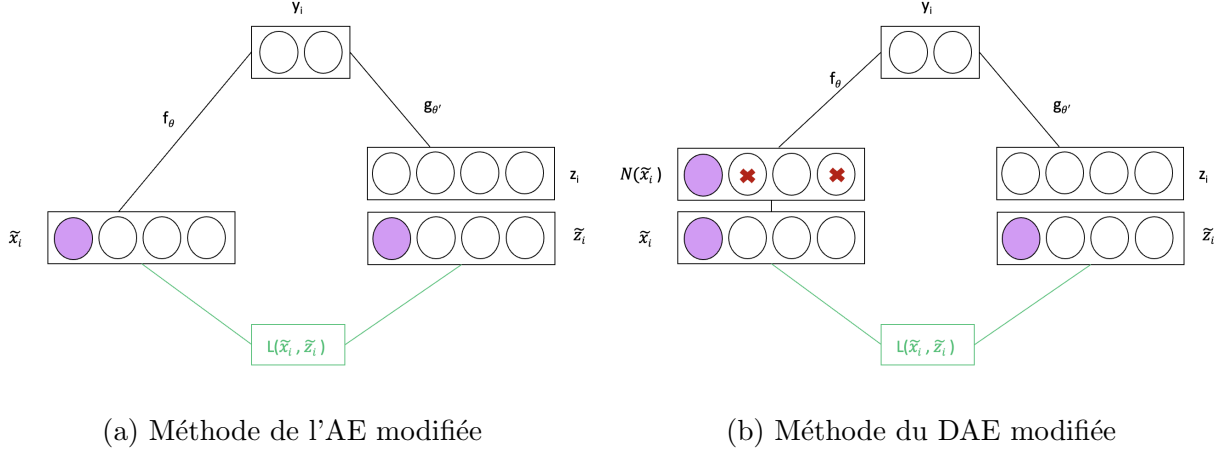 yᵢ
f_θ
g_θ'
zᵢ
x̃ᵢ
z̃ᵢ
L(x̃ᵢ , z̃ᵢ )
(a) Méthode de l'AE modifiée
yᵢ
f_θ
g_θ'
N(x̃ᵢ )
zᵢ
x̃ᵢ
z̃ᵢ
L(x̃ᵢ , z̃ᵢ )
(b) Méthode du DAE modifiée